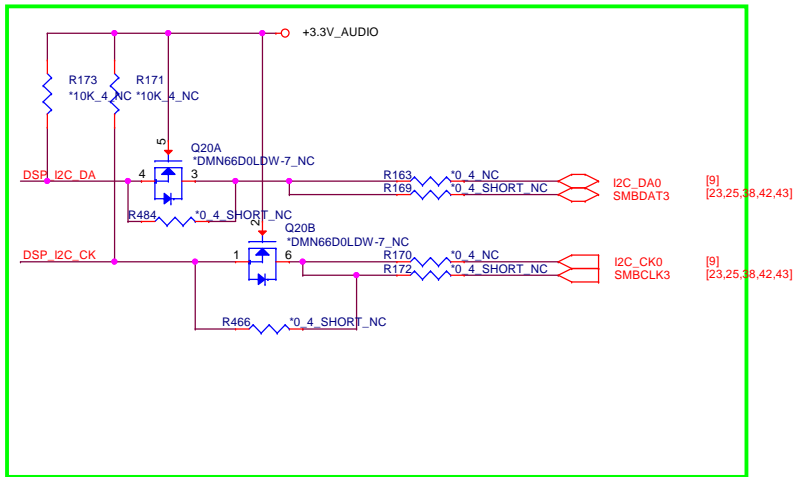 +3.3V_AUDIO
R173
*10K_4_NC
R171
*10K_4_NC
5
Q20A
*DMN66D0LDW-7_NC
DSP_I2C_DA
4
3
R163
*0_4_NC
I2C_DA0
[9]
R169
*0_4_SHORT_NC
SMBDAT3
[23,25,38,42,43]
R484
*0_4_SHORT_NC
2
Q20B
*DMN66D0LDW-7_NC
DSP_I2C_CK
1
6
R170
*0_4_NC
I2C_CK0
[9]
R172
*0_4_SHORT_NC
SMBCLK3
[23,25,38,42,43]
R466
*0_4_SHORT_NC